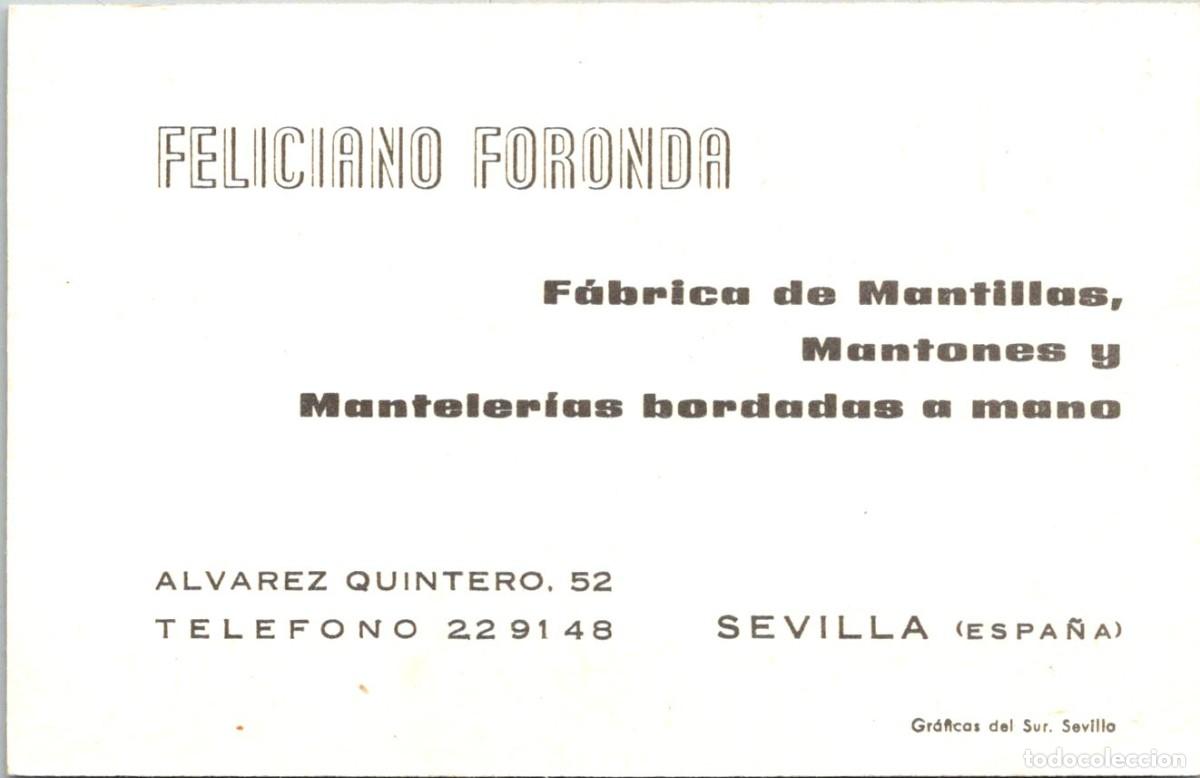 FELICIANO FORONDA
Fábrica de Mantillas,
Mantones y
Mantelerías bordadas a mano
ALVAREZ QUINTERO, 52
TELEFONO 22 91 48
SEVILLA (ESPAÑA)
Gráficas del Sur. Sevilla
todocoleccion